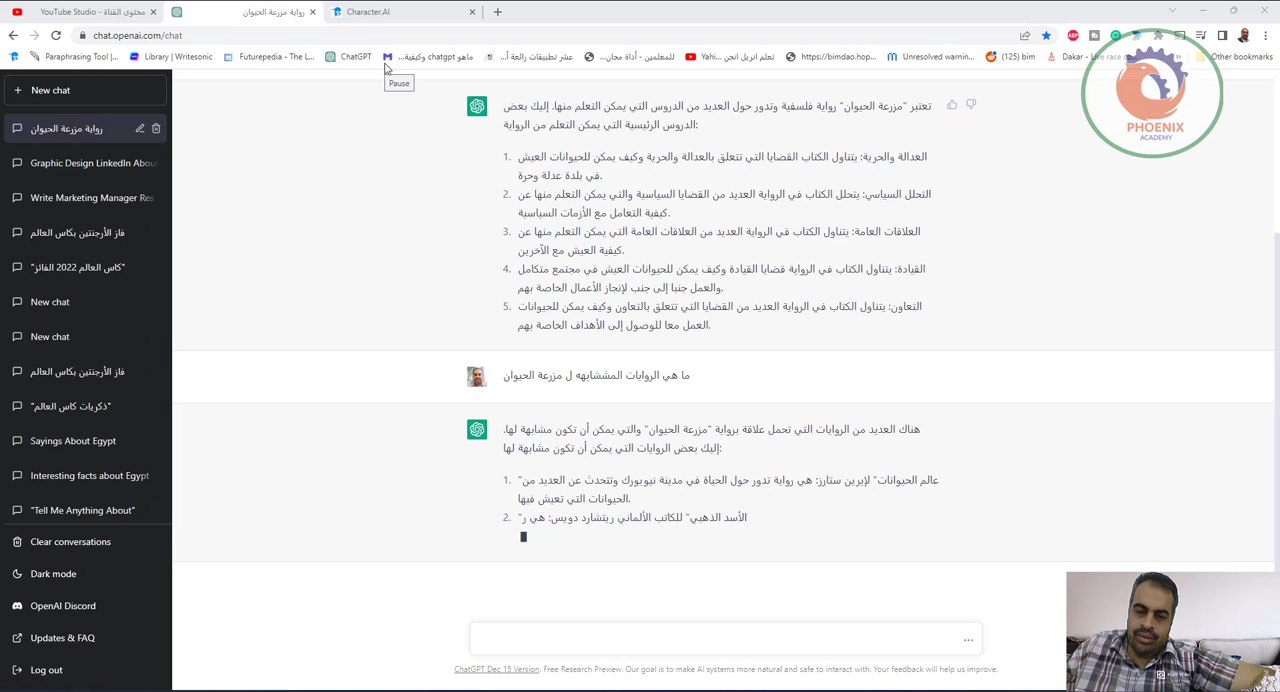 YouTube Studio - محتوى القناة
رواية مزرعة الحيوان
Character.AI
chat.openai.com/chat
Paraphrasing Tool |...
Library | Writesonic
Futurepedia - The L...
ChatGPT
ماهو chatgpt وكيفية...
عشر تطبيقات رائعة أ...
للمعلمين - أداة مجان...
تعلم اتريل انجن ...Yahi
https://bimdao.hop...
Unresolved warnin...
(125) bim
Dakar - Live race do...
Other bookmarks
Pause
PHOENIX
ACADEMY
New chat
رواية مزرعة الحيوان
Graphic Design LinkedIn Abou
Write Marketing Manager Res
فاز الأرجنتين بكاس العالم
"كاس العالم 2022 الفائز"
New chat
New chat
فاز الأرجنتين بكاس العالم
"ذكريات كاس العالم"
Sayings About Egypt
Interesting facts about Egypt
"Tell Me Anything About"
Clear conversations
Dark mode
OpenAI Discord
Updates & FAQ
Log out
تعتبر "مزرعة الحيوان" رواية فلسفية وتدور حول العديد من الدروس التي يمكن التعلم منها. إليك بعض
الدروس الرئيسية التي يمكن التعلم من الرواية:
1. العدالة والحرية: يتناول الكتاب القضايا التي تتعلق بالعدالة والحرية وكيف يمكن للحيوانات العيش
في بلدة عدلة وحرة.
2. التحلل السياسي: يتحلل الكتاب في الرواية العديد من القضايا السياسية والتي يمكن التعلم منها عن
كيفية التعامل مع الأزمات السياسية.
3. العلاقات العامة: يتناول الكتاب في الرواية العديد من العلاقات العامة التي يمكن التعلم منها عن
كيفية العيش مع الآخرين.
4. القيادة: يتناول الكتاب في الرواية قضايا القيادة وكيف يمكن للحيوانات العيش في مجتمع متكامل
والعمل جنبا إلى جنب لإنجاز الأعمال الخاصة بهم.
5. التعاون: يتناول الكتاب في الرواية العديد من القضايا التي تتعلق بالتعاون وكيف يمكن للحيوانات
العمل معا للوصول إلى الأهداف الخاصة بهم.
ما هي الروايات المششابهه ل مزرعة الحيوان
هناك العديد من الروايات التي تحمل علاقة برواية "مزرعة الحيوان" والتي يمكن أن تكون مشابهة لها.
إليك بعض الروايات التي يمكن أن تكون مشابهة لها:
1. "عالم الحيوانات" لإيرين ستارز: هي رواية تدور حول الحياة في مدينة نيويورك وتتحدث عن العديد من
الحيوانات التي تعيش فيها.
2. "الأسد الذهبي" للكاتب الألماني ريتشارد دويس: هي ر
ChatGPT Dec 15 Version. Free Research Preview. Our goal is to make AI systems more natural and safe to interact with. Your feedback will help us improve.